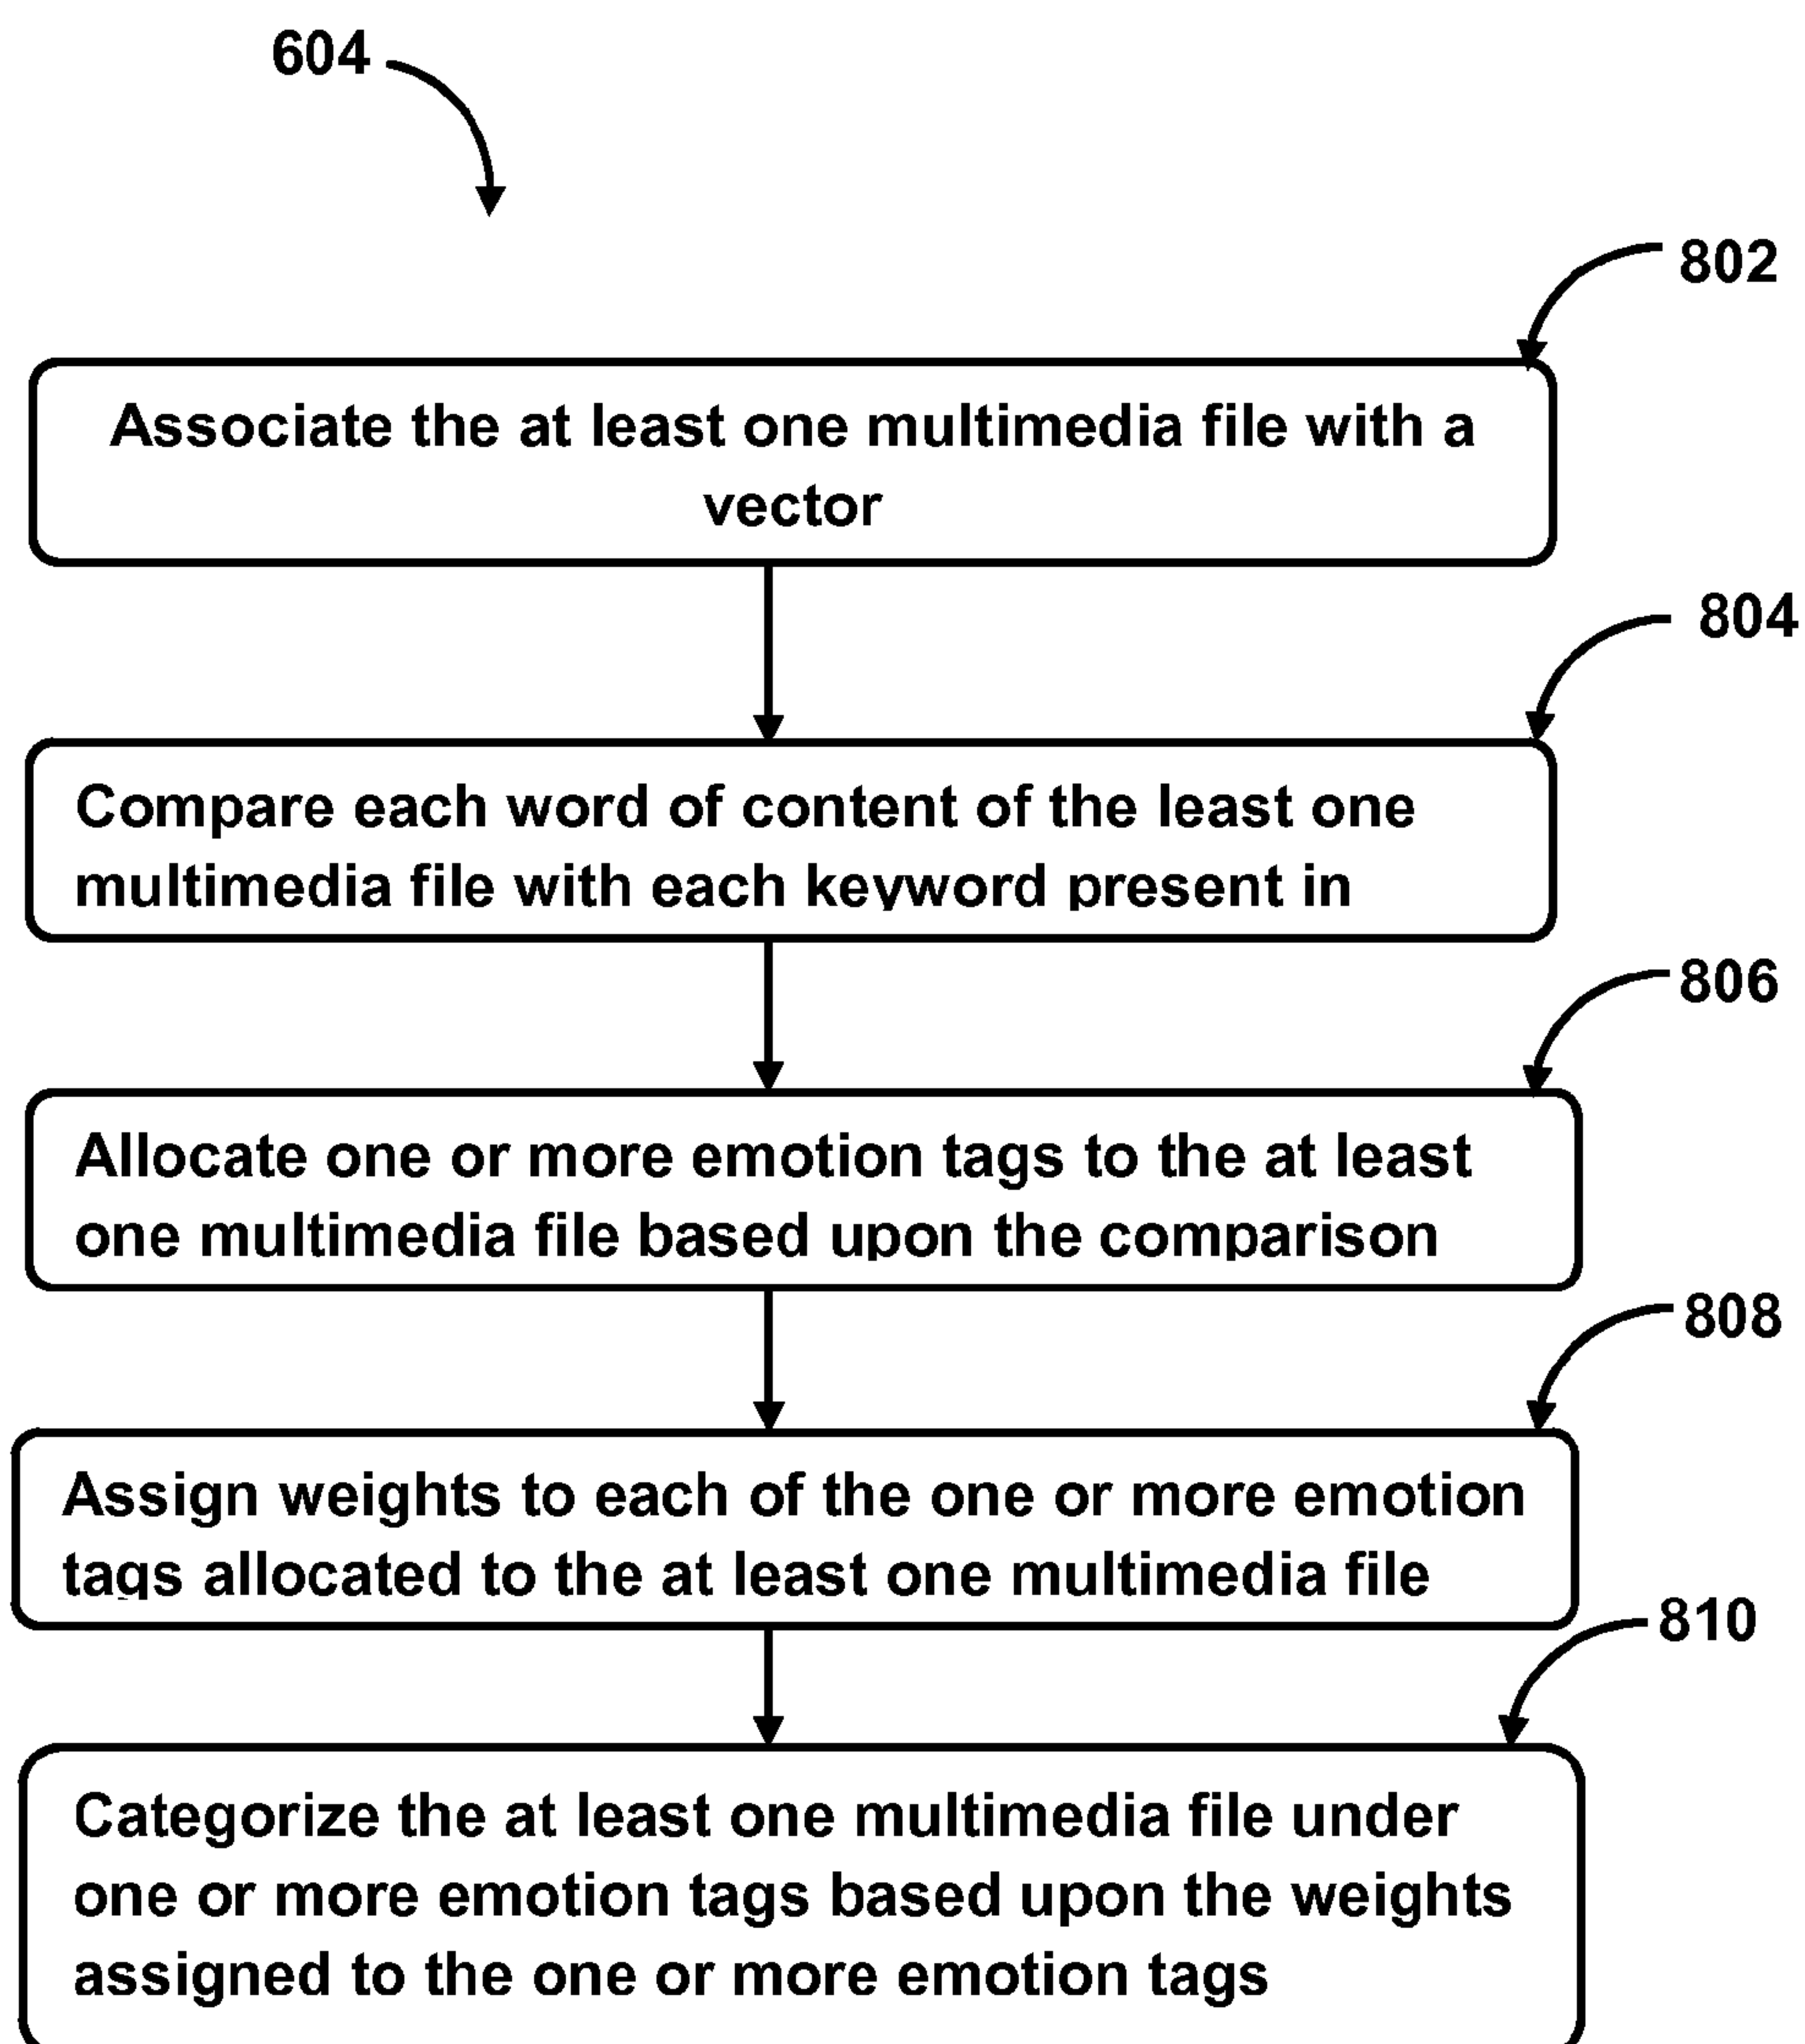 604
802
Associate the at least one multimedia file with a
vector
804
Compare each word of content of the least one
multimedia file with each keyword present in
806
Allocate one or more emotion tags to the at least
one multimedia file based upon the comparison
808
Assign weights to each of the one or more emotion
tags allocated to the at least one multimedia file
810
Categorize the at least one multimedia file under
one or more emotion tags based upon the weights
assigned to the one or more emotion tags